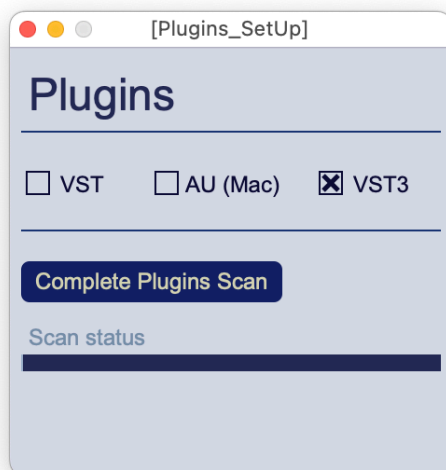 [Plugins_SetUp]
Plugins
VST AU (Mac) VST3
Complete Plugins Scan
Scan status